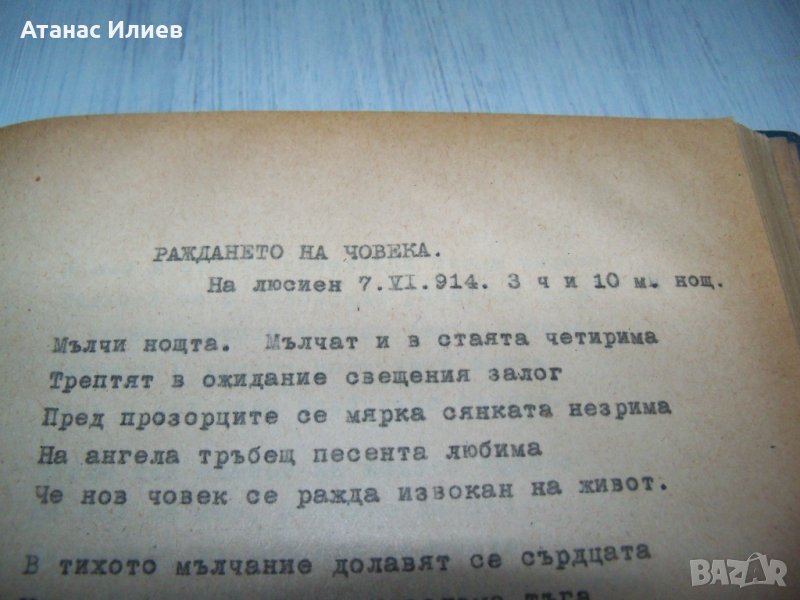 Атанас Илиев
РАЖДАНЕТО НА ЧОВЕКА.
На люсиен 7.VI.914. 3 ч и 10 м. нощ.
Мълчи нощта. Мълчат и в стаята четирима
Трептят в ожидание свещения залог
Пред прозорците се мярка сянката незрима
На ангела тръбещ песента любима
Че нов човек се ражда извокан на живот.
В тихото мълчание долавят се сърдцата
тъга
BAZAR